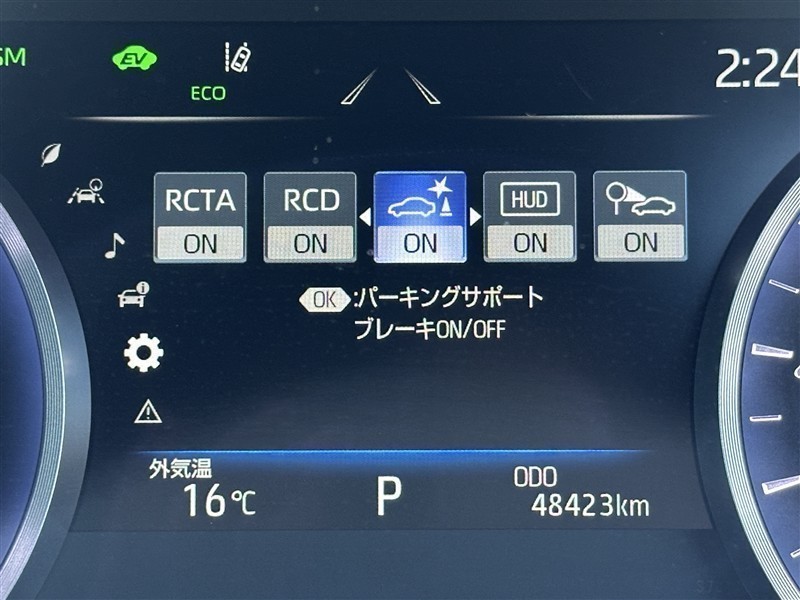 SM
EV
ECO
2:24
RCTA
ON
RCD
ON
ON
HUD
ON
ON
OK:パーキングサポート
ブレーキON/OFF
外気温
16℃
P
ODO
48423km